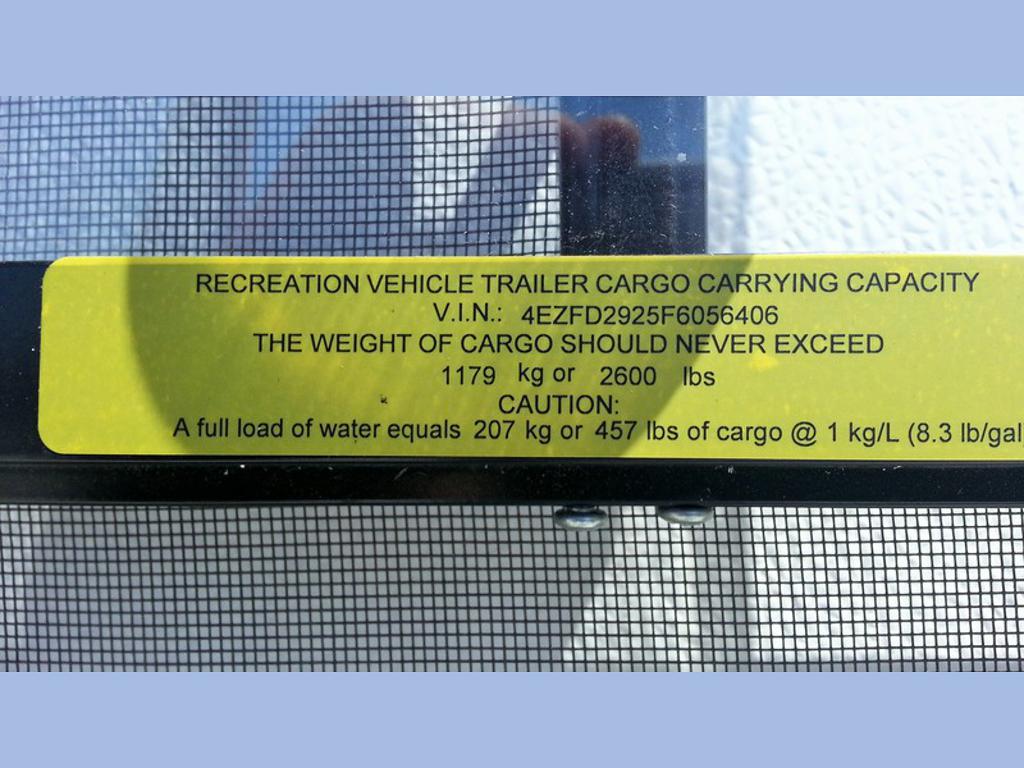 RECREATION VEHICLE TRAILER CARGO CARRYING CAPACITY
V.I.N.: 4EZFD2925F6056406
THE WEIGHT OF CARGO SHOULD NEVER EXCEED
1179 kg or 2600 lbs
CAUTION:
A full load of water equals 207 kg or 457 lbs of cargo @ 1 kg/L (8.3 lb/gal